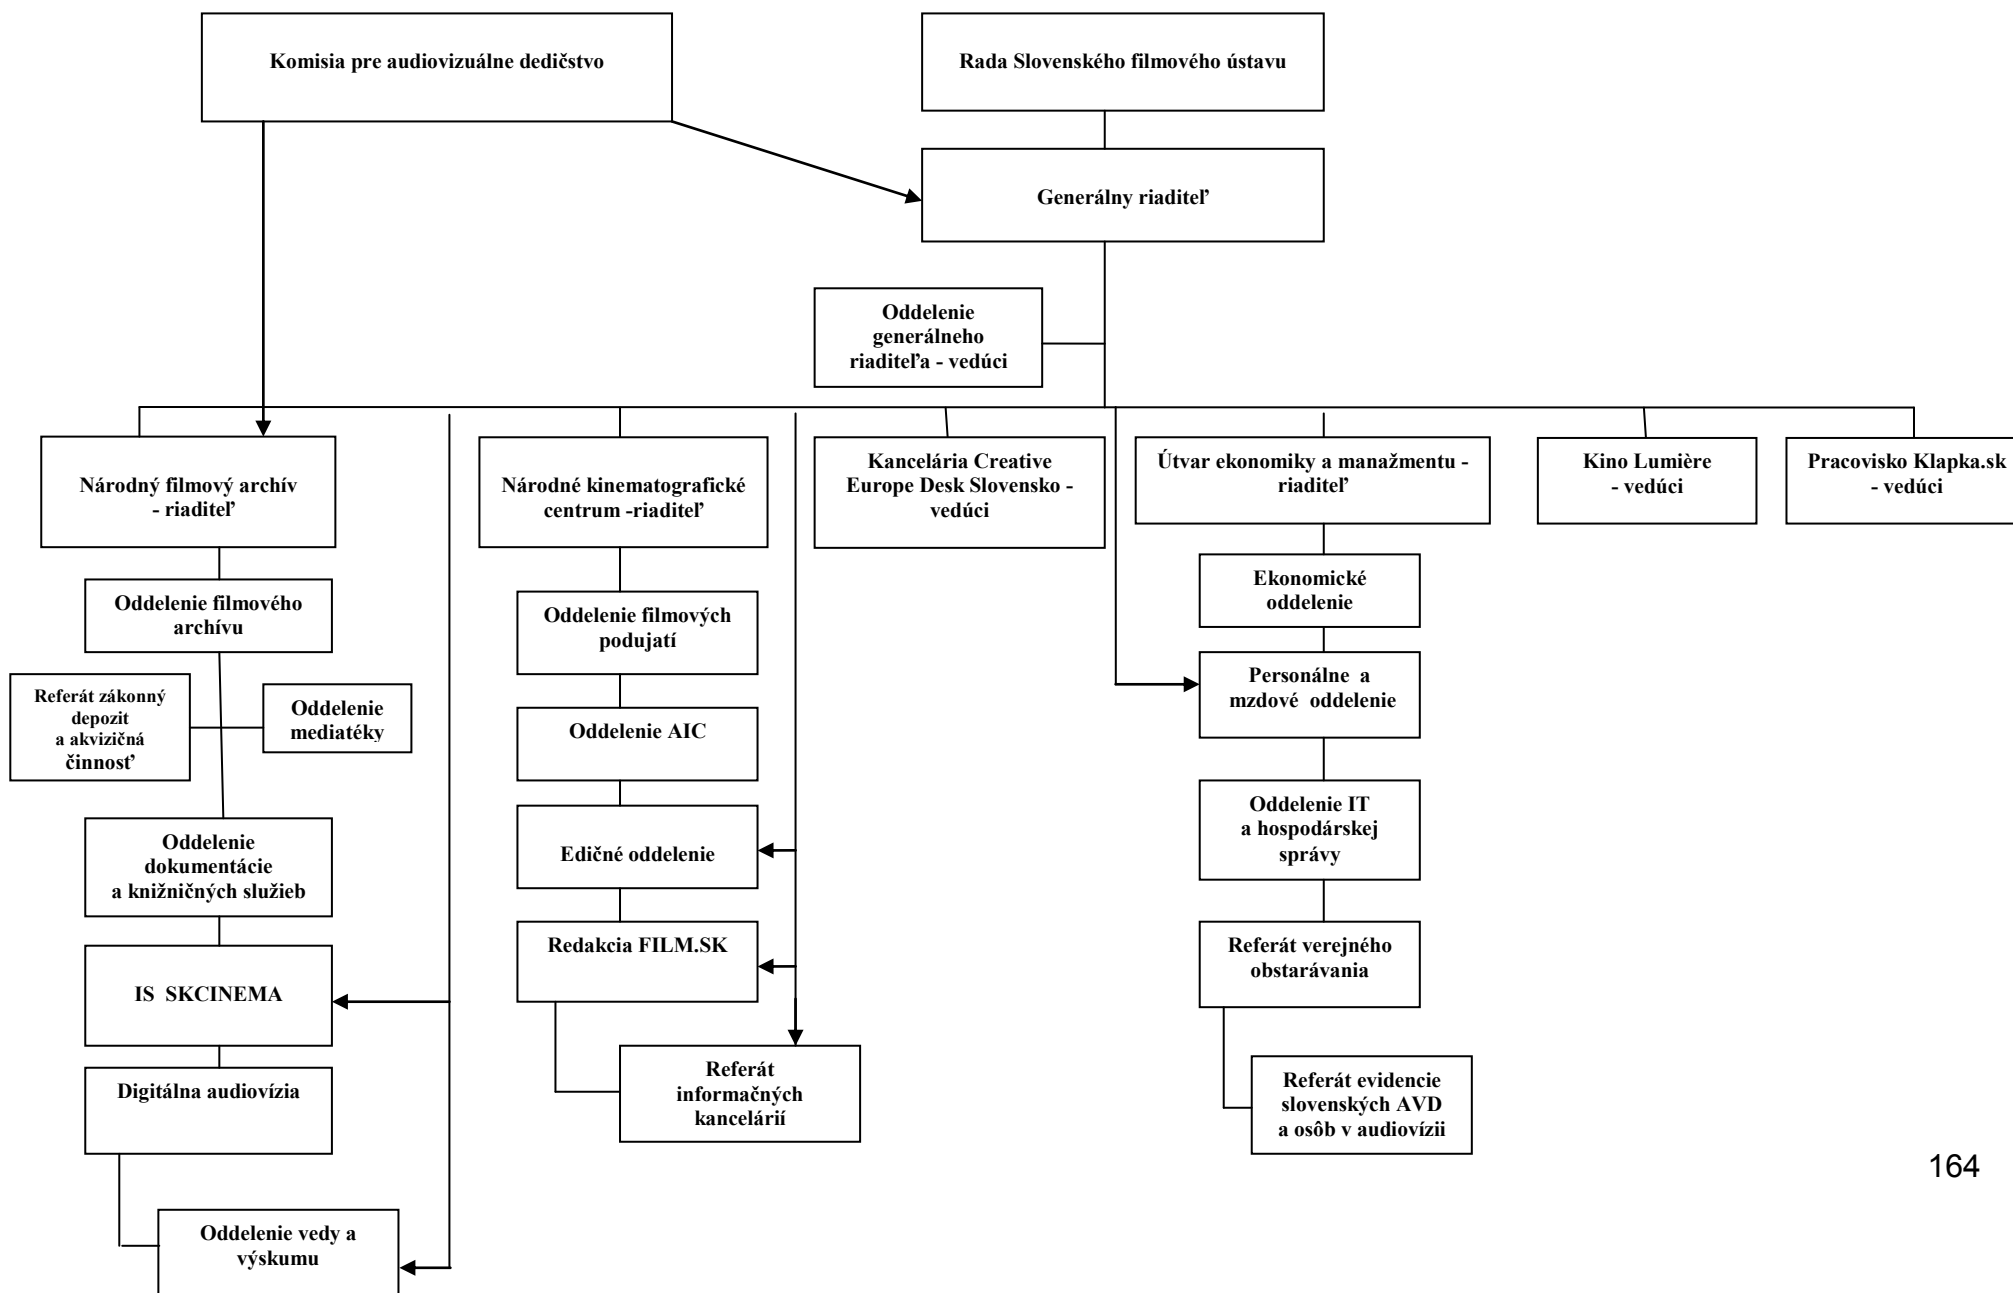 Komisia pre audiovizuálne dedičstvo
Rada Slovenského filmového ústavu
Generálny riaditeľ
Oddelenie
generálneho
riaditeľa - vedúci
Národný filmový archív
- riaditeľ
Národné kinematografické
centrum -riaditeľ
Kancelária Creative
Europe Desk Slovensko -
vedúci
Útvar ekonomiky a manažmentu -
riaditeľ
Kino Lumière
- vedúci
Pracovisko Klapka.sk
- vedúci
Oddelenie filmového
archívu
Referát zákonný
depozit
a akvizičná
činnosť
Oddelenie
mediatéky
Oddelenie
dokumentácie
a knižničných služieb
IS SKCINEMA
Digitálna audiovízia
Oddelenie vedy a
výskumu
Oddelenie filmových
podujatí
Oddelenie AIC
Edičné oddelenie
Redakcia FILM.SK
Referát
informačných
kancelárií
Ekonomické
oddelenie
Personálne a
mzdové oddelenie
Oddelenie IT
a hospodárskej
správy
Referát verejného
obstarávania
Referát evidencie
slovenských AVD
a osôb v audiovízii
164